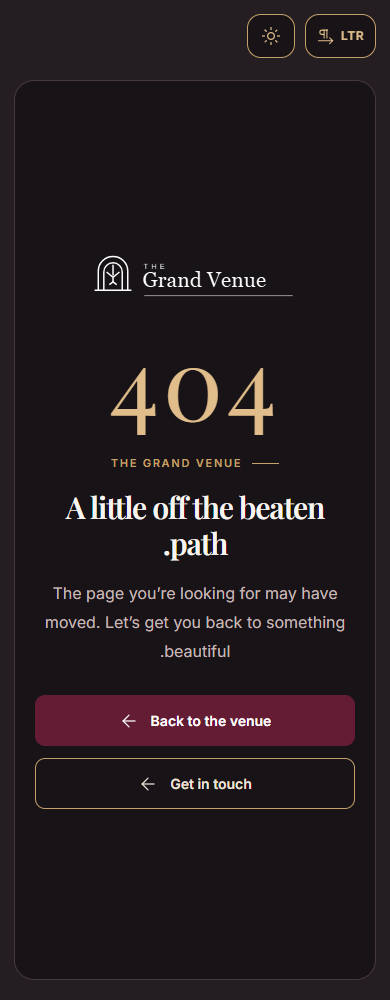 LTR
THE
Grand Venue
404
THE GRAND VENUE
A little off the beaten
.path
The page you’re looking for may have
moved. Let’s get you back to something
.beautiful
Back to the venue
Get in touch